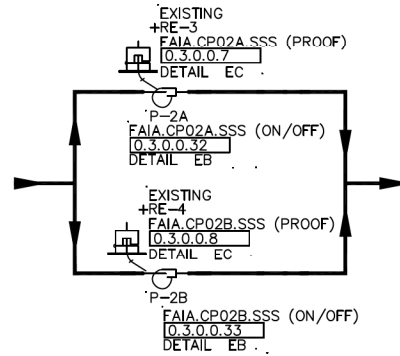 EXISTING
+RE-3
FAIA.CP02A.SSS (PROOF)
0.3.0.0.7
DETAIL EC
P-2A
FAIA.CP02A.SSS (ON/OFF)
0.3.0.0.32
DETAIL EB
EXISTING
+RE-4
FAIA.CP02B.SSS (PROOF)
0.3.0.0.8
DETAIL EC
P-2B
FAIA.CP02B.SSS (ON/OFF)
0.3.0.0.33
DETAIL EB